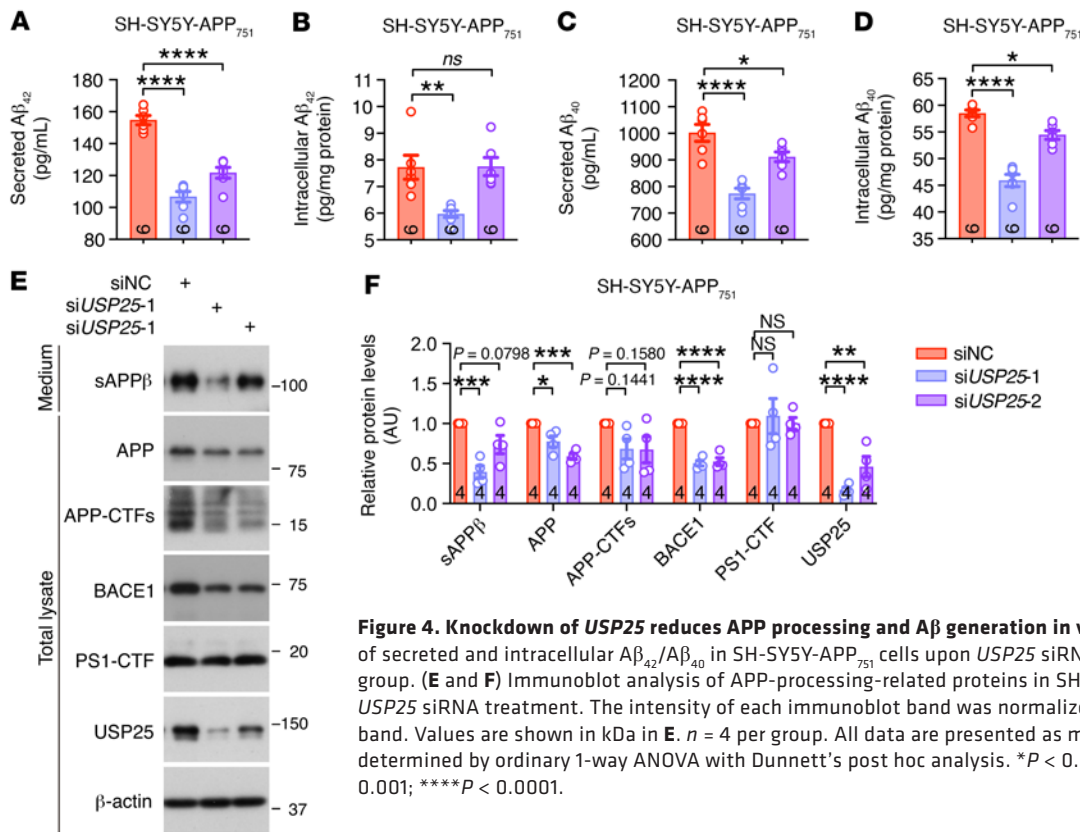 A
SH-SY5Y-APP751
****
****
Secreted Aβ42
(pg/mL)
180
160
140
120
100
80
6
6
6
B
SH-SY5Y-APP751
ns
**
Intracellular Aβ42
(pg/mg protein)
11
10
9
8
7
6
5
6
6
6
C
SH-SY5Y-APP751
*
****
Secreted Aβ40
(pg/mL)
1200
1100
1000
900
800
700
600
6
6
6
D
SH-SY5Y-APP751
*
****
Intracellular Aβ40
(pg/mg protein)
65
60
55
50
45
40
35
6
6
6
E
siNC +
siUSP25-1 +
siUSP25-1 +
Medium
sAPPβ -100
Total lysate
APP
75
APP-CTFs 15
BACE1 75
PS1-CTF 20
USP25 -150
β-actin 37
F
SH-SY5Y-APP751
Relative protein levels
(AU)
2.0
1.5
1.0
0.5
0.0
P = 0.0798 *** P = 0.1580 **** NS **
*** * P = 0.1441 **** NS ****
4 4 4 4 4 4 4 4 4 4 4 4 4 4 4 4 4 4
sAPPβ APP APP-CTFs BACE1 PS1-CTF USP25
siNC
siUSP25-1
siUSP25-2
Figure 4. Knockdown of USP25 reduces APP processing and Aβ generation in v
of secreted and intracellular Aβ42/Aβ40 in SH-SY5Y-APP751 cells upon USP25 siRN
group. (E and F) Immunoblot analysis of APP-processing-related proteins in SH
USP25 siRNA treatment. The intensity of each immunoblot band was normalize
band. Values are shown in kDa in E. n = 4 per group. All data are presented as m
determined by ordinary 1-way ANOVA with Dunnett's post hoc analysis. *P < 0.
0.001; ****P < 0.0001.